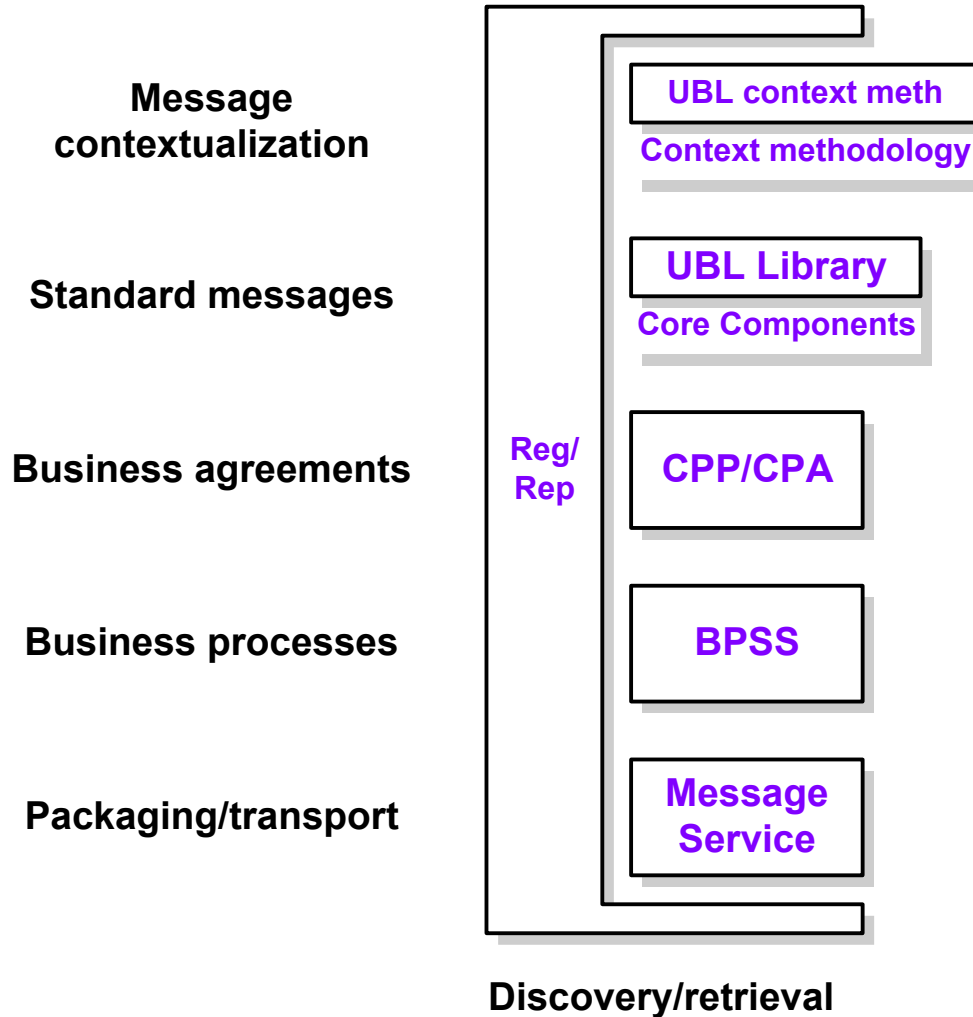 Message
contextualization
UBL context meth
Context methodology
Standard messages
UBL Library
Core Components
Business agreements
Reg/
Rep
CPP/CPA
Business processes
BPSS
Packaging/transport
Message
Service
Discovery/retrieval